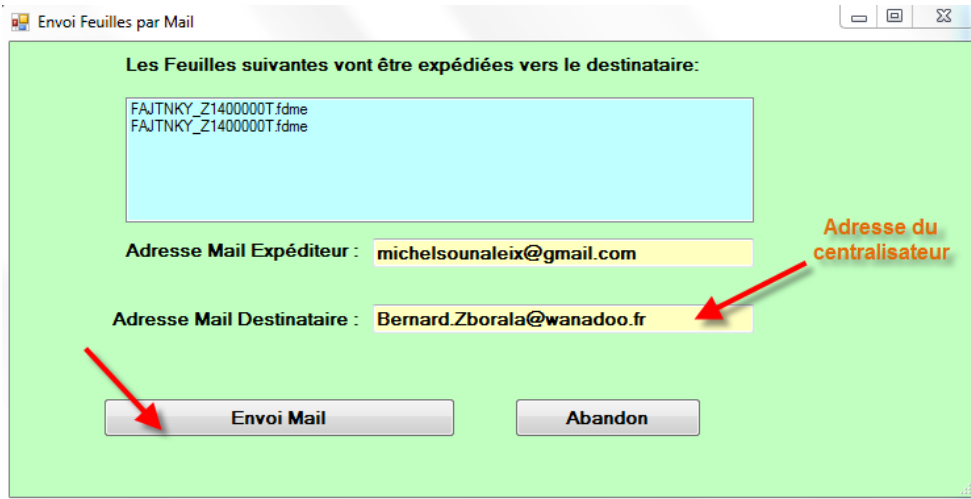 Envoi Feuilles par Mail
Les Feuilles suivantes vont être expédiées vers le destinataire:
FAJTNKY_Z1400000T.fdme
FAJTNKY_Z1400000T.fdme
Adresse du
centralisateur
Adresse Mail Expéditeur : michelsounaleix@gmail.com
Adresse Mail Destinataire : Bernard.Zborala@wanadoo.fr
Envoi Mail Abandon